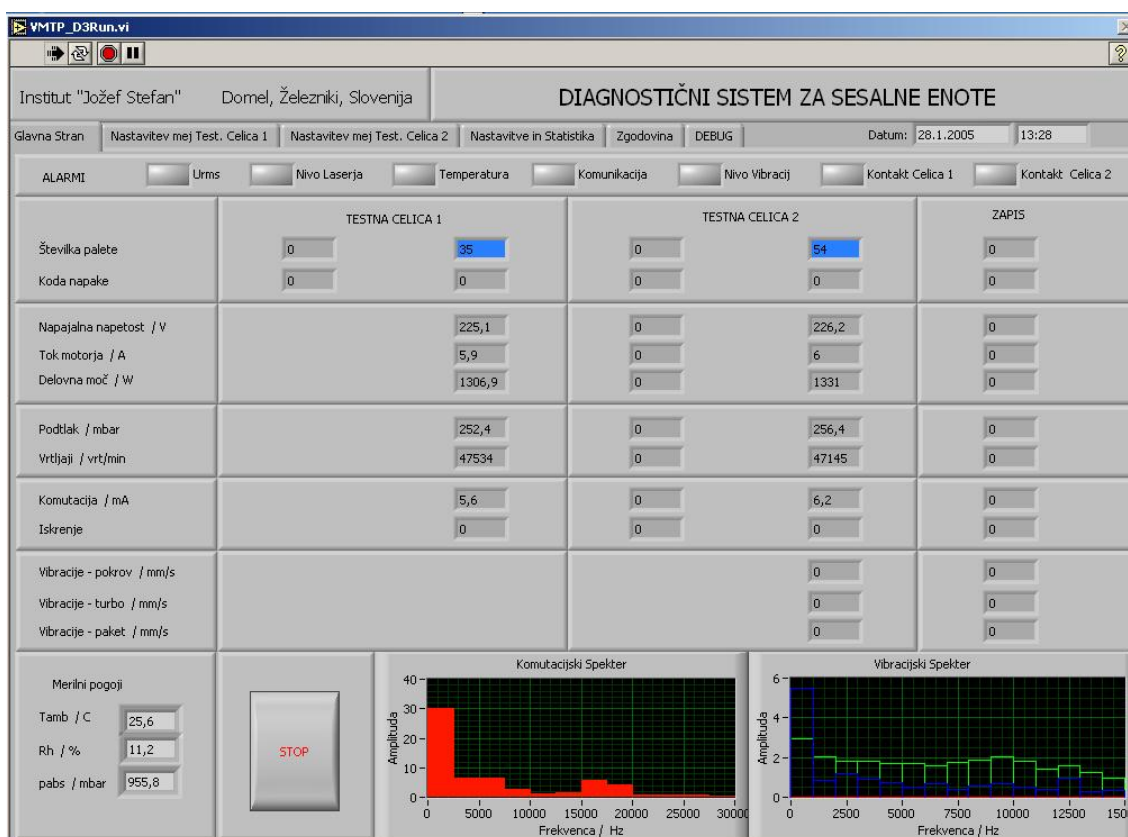 VMTP_D3Run.vi
Institut "Jožef Stefan" Domel, Železniki, Slovenija DIAGNOSTIČNI SISTEM ZA SESALNE ENOTE
Glavna Stran Nastavitev mej Test. Celica 1 Nastavitev mej Test. Celica 2 Nastavitve in Statistika Zgodovina DEBUG Datum: 28.1.2005 13:28
ALARMI Urms Nivo Laserja Temperatura Komunikacija Nivo Vibracij Kontakt Celica 1 Kontakt Celica 2
TESTNA CELICA 1 TESTNA CELICA 2 ZAPIS
Številka palete 0 35 0 54 0
Koda napake 0 0 0 0 0
Napajalna napetost / V 225,1 0 226,2 0
Tok motorja / A 5,9 0 6 0
Delovna moč / W 1306,9 0 1331 0
Podtlak / mbar 252,4 0 256,4 0
Vrtljaji / vrt/min 47534 0 47145 0
Komutacija / mA 5,6 0 6,2 0
Iskrenje 0 0 0 0
Vibracije - pokrov / mm/s 0 0
Vibracije - turbo / mm/s 0 0
Vibracije - paket / mm/s 0 0
Merilni pogoji
Tamb / C 25,6
Rh / % 11,2
pabs / mbar 955,8
STOP
Komutacijski Spekter
Amplituda
40
30
20
10
0
0 5000 10000 15000 20000 25000 30000
Frekvenca / Hz
Vibracijski Spekter
Amplituda
6
4
2
0
0 2500 5000 7500 10000 12500 150
Frekvenca / Hz